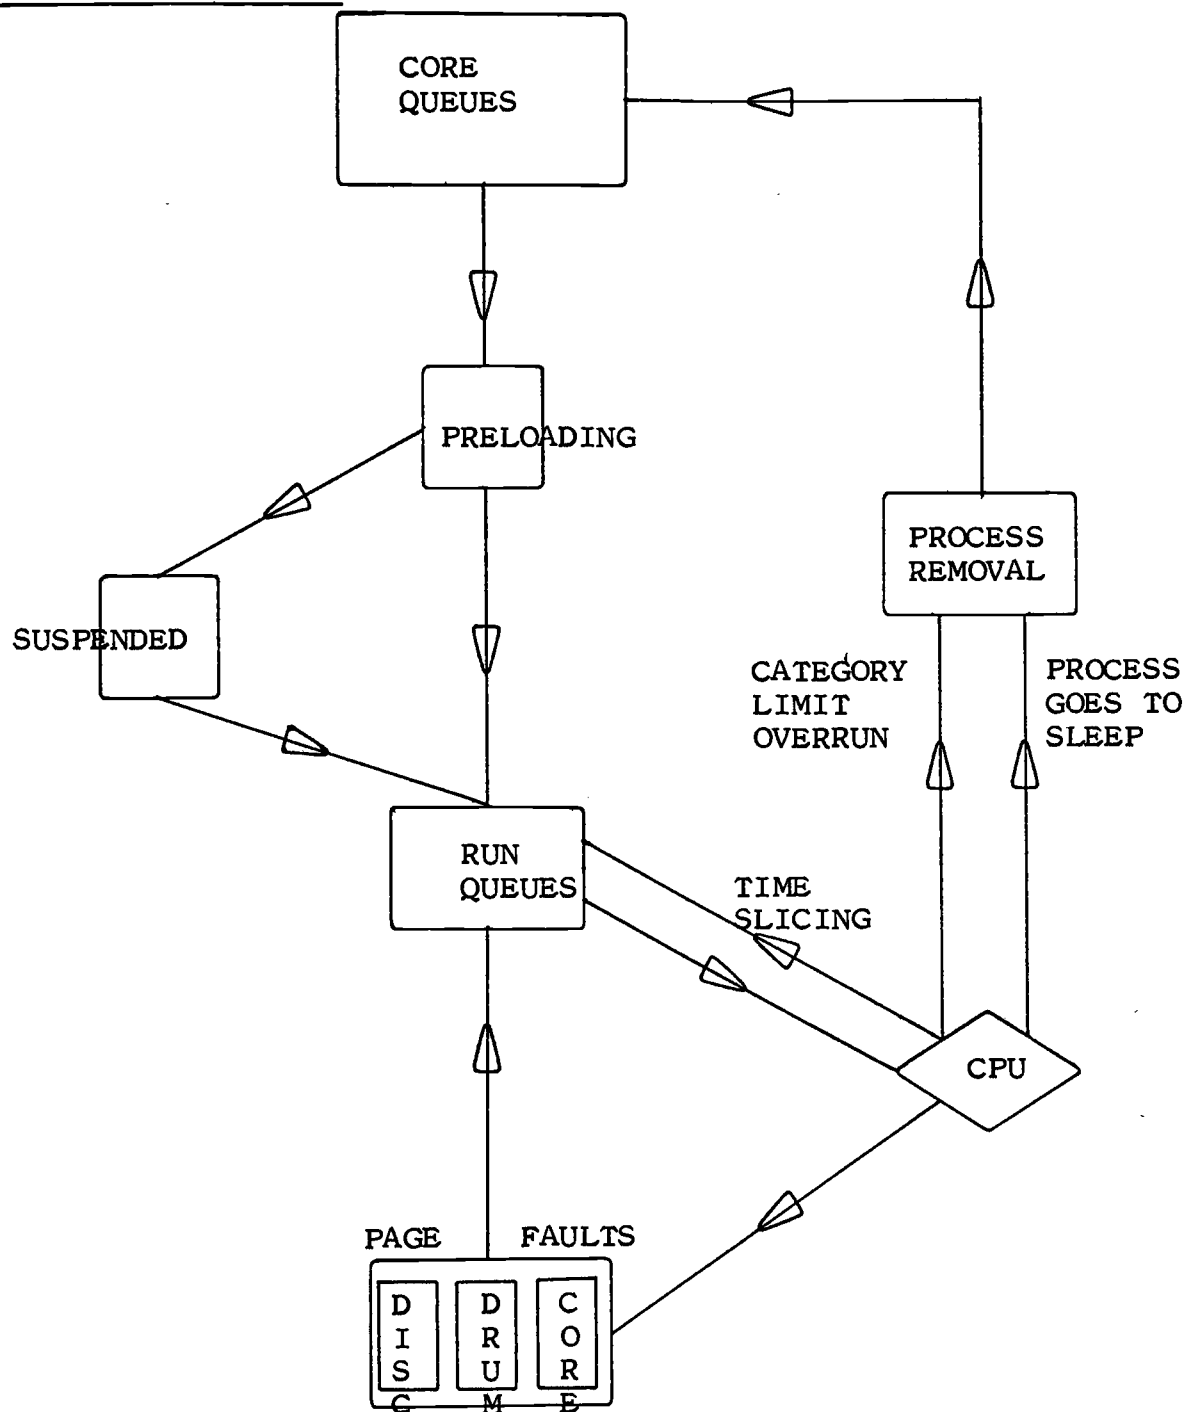 CORE
QUEUES
PRELOADING
PROCESS
REMOVAL
SUSPENDED
CATEGORY
LIMIT
OVERRUN
PROCESS
GOES TO
SLEEP
RUN
QUEUES
TIME
SLICING
CPU
PAGE FAULTS
DISC
DRUM
CORE